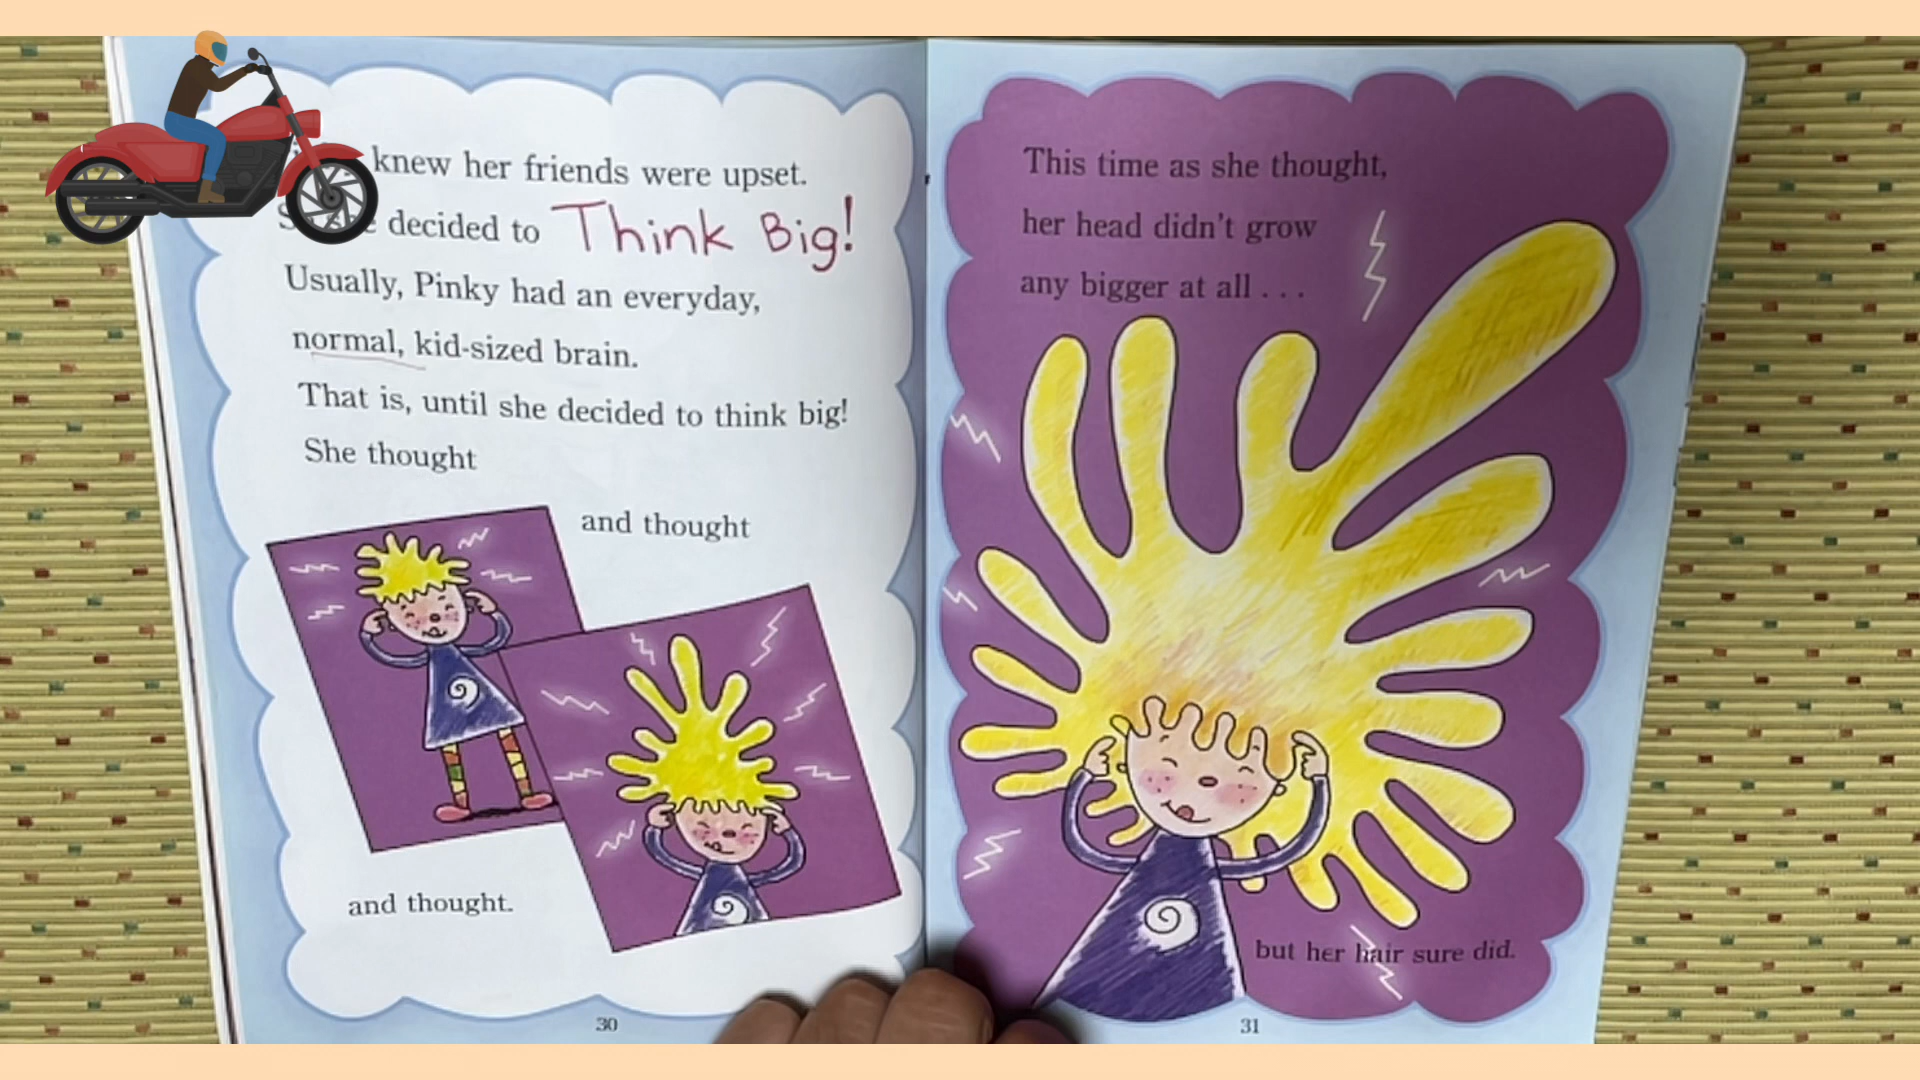 knew her friends were upset.
decided to Think Big!
Usually, Pinky had an everyday,
normal, kid-sized brain.
That is, until she decided to think big!
She thought
and thought
and thought.
30
This time as she thought,
her head didn't grow
any bigger at all . . .
but her hair sure did.
31